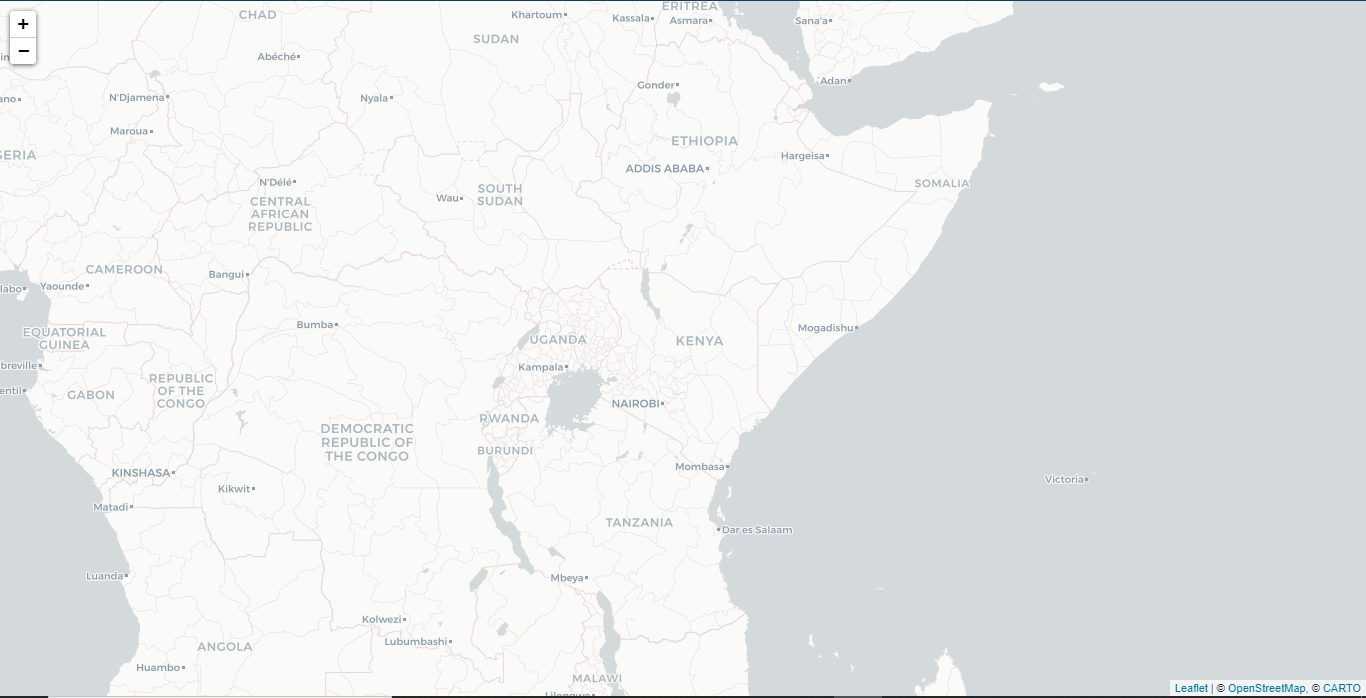 +
−
CHAD
Khartoum
ERITREA
Kassala
Asmara
Sana'a
SUDAN
Abéché
Gonder
Adan
N'Djamena
Nyala
Maroua
ETHIOPIA
GERIA
Hargeisa
ADDIS ABABA
N'Délé
SOMALIA
SOUTH
SUDAN
Wau
CENTRAL
AFRICAN
REPUBLIC
CAMEROON
Bangui
Yaounde
labo
Bumba
Mogadishu
EQUATORIAL
GUINEA
UGANDA
KENYA
breville
Kampala
REPUBLIC
OF THE
CONGO
entil
GABON
NAIROBI
RWANDA
DEMOCRATIC
REPUBLIC OF
THE CONGO
BURUNDI
Mombasa
KINSHASA
Victoria
Kikwit
Matadi
TANZANIA
Dar es Salaam
Luanda
Mbeya
Kolwezi
Lubumbashi
ANGOLA
Huambo
MALAWI
Lilongwe
Leaflet | © OpenStreetMap, © CARTO